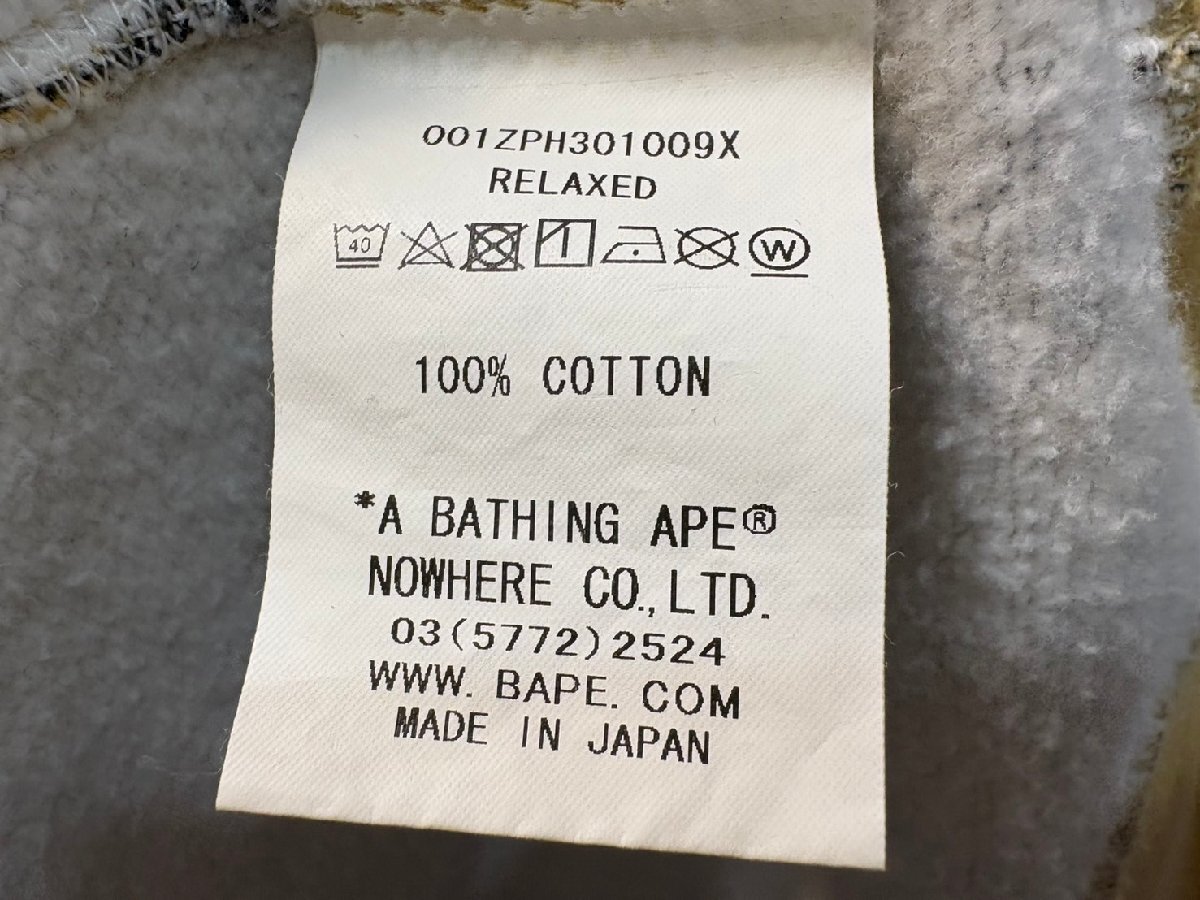 001ZPH301009X
RELAXED
40 W
100% COTTON
*A BATHING APE®
NOWHERE CO.,LTD.
03(5772)2524
WWW. BAPE. COM
MADE IN JAPAN